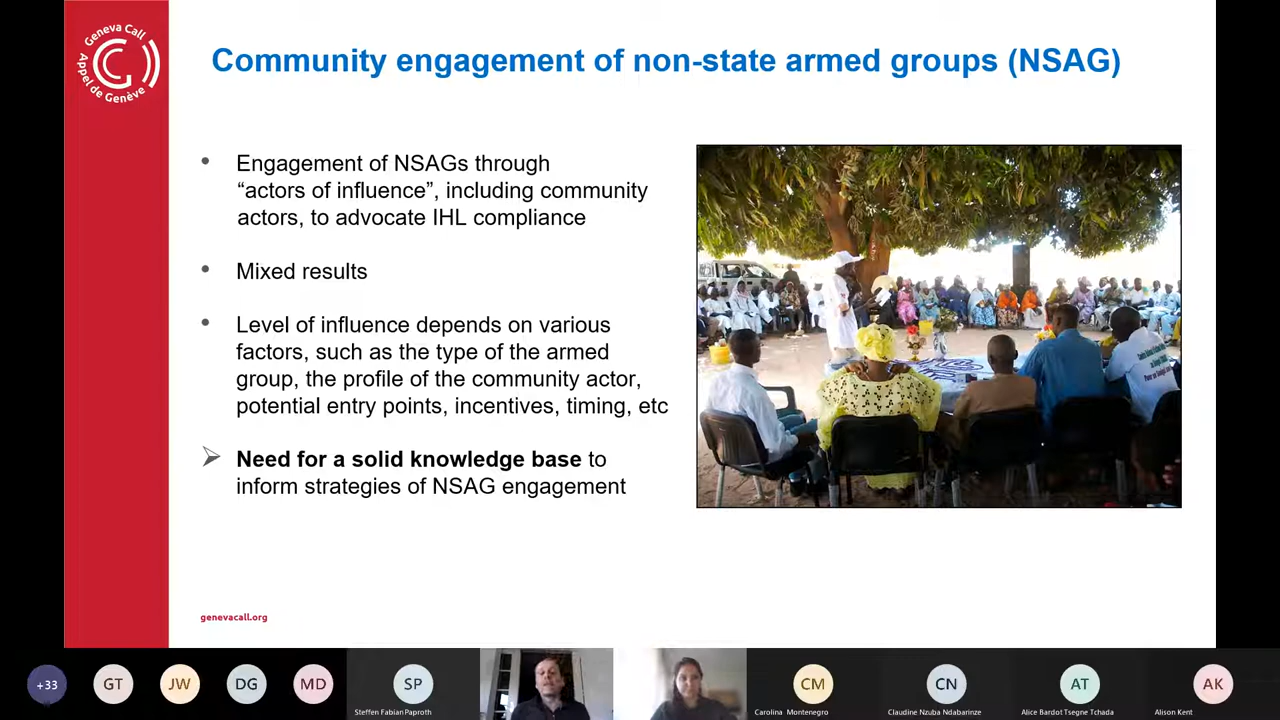 Geneva Call
Appel de Genève
Community engagement of non-state armed groups (NSAG)
• Engagement of NSAGs through
“actors of influence”, including community
actors, to advocate IHL compliance
• Mixed results
• Level of influence depends on various
factors, such as the type of the armed
group, the profile of the community actor,
potential entry points, incentives, timing, etc
➢ Need for a solid knowledge base to
inform strategies of NSAG engagement
genevacall.org
+33
GT
JW
DG
MD
SP
Steffen Fabian Paproth
CM
Carolina Montenegro
CN
Claudine Nzuba Ndabarinze
AT
Alice Bardot Tsegne Tchada
AK
Alison Kent